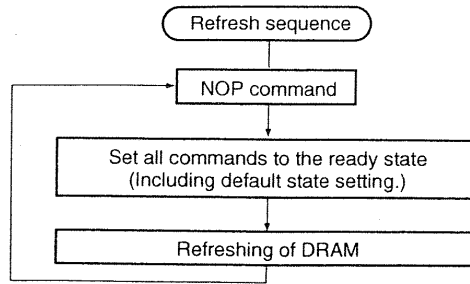 Refresh sequence
NOP command
Set all commands to the ready state
(Including default state setting.)
Refreshing of DRAM